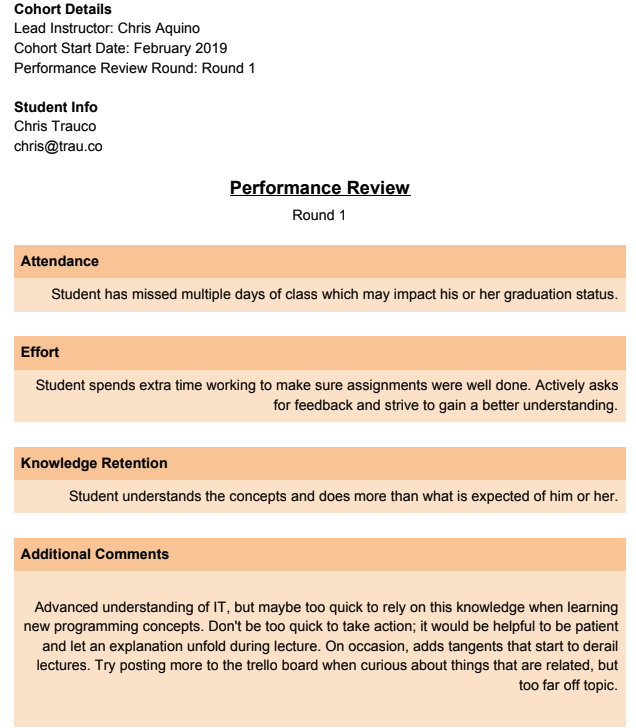 Cohort Details
Lead Instructor: Chris Aquino
Cohort Start Date: February 2019
Performance Review Round: Round 1
Student Info
Chris Trauco
chris@trau.co
Performance Review
Round 1
Attendance
Student has missed multiple days of class which may impact his or her graduation status.
Effort
Student spends extra time working to make sure assignments were well done. Actively asks
for feedback and strive to gain a better understanding.
Knowledge Retention
Student understands the concepts and does more than what is expected of him or her.
Additional Comments
Advanced understanding of IT, but maybe too quick to rely on this knowledge when learning
new programming concepts. Don't be too quick to take action; it would be helpful to be patient
and let an explanation unfold during lecture. On occasion, adds tangents that start to derail
lectures. Try posting more to the trello board when curious about things that are related, but
too far off topic.